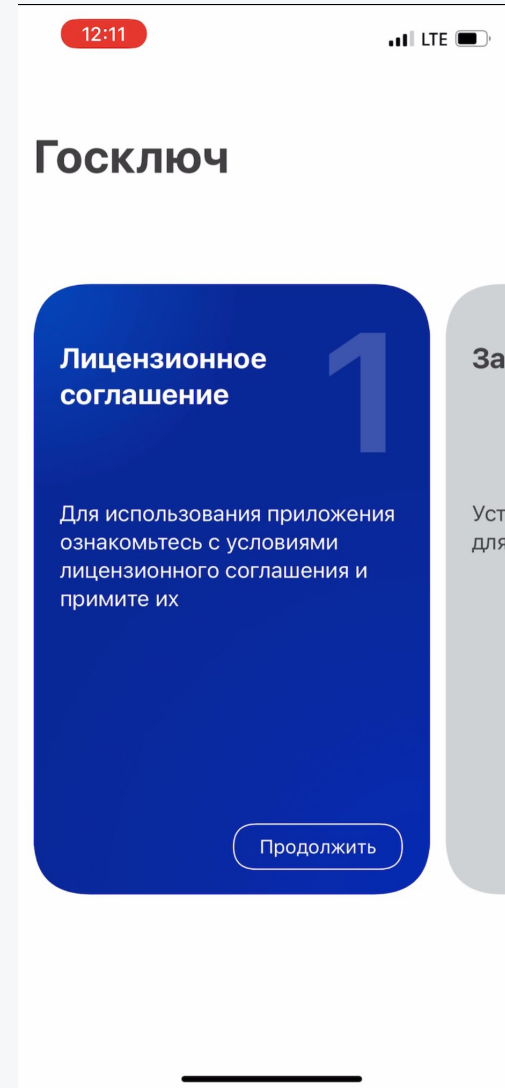 12:11
LTE
Госключ
1
Лицензионное
соглашение
Для использования приложения
ознакомьтесь с условиями
лицензионного соглашения и
примите их
Продолжить
За
Уст
для